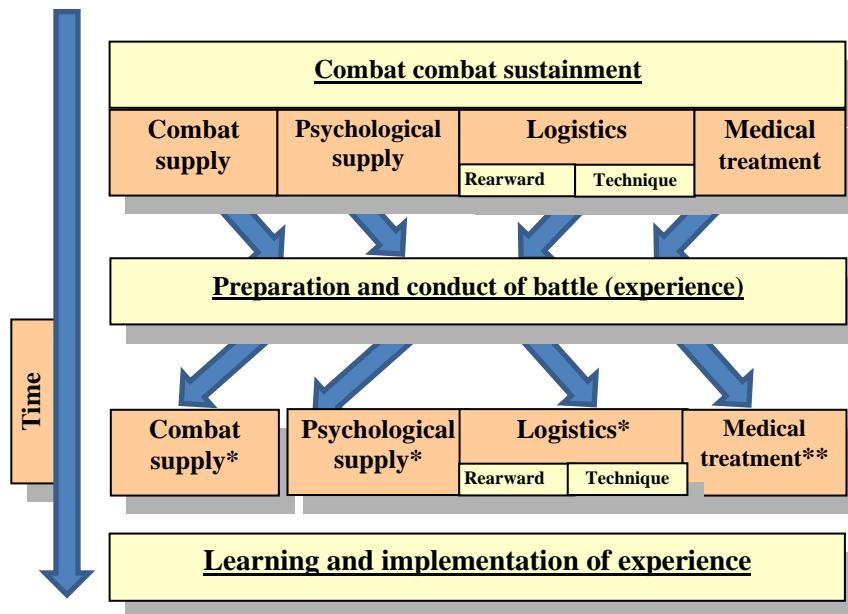 Combat combat sustainment
Combat
supply
Psychological
supply
Logistics
Rearward
Technique
Medical
treatment
Preparation and conduct of battle (experience)
Time
Combat
supply*
Psychological
supply*
Logistics*
Rearward
Technique
Medical
treatment**
Learning and implementation of experience